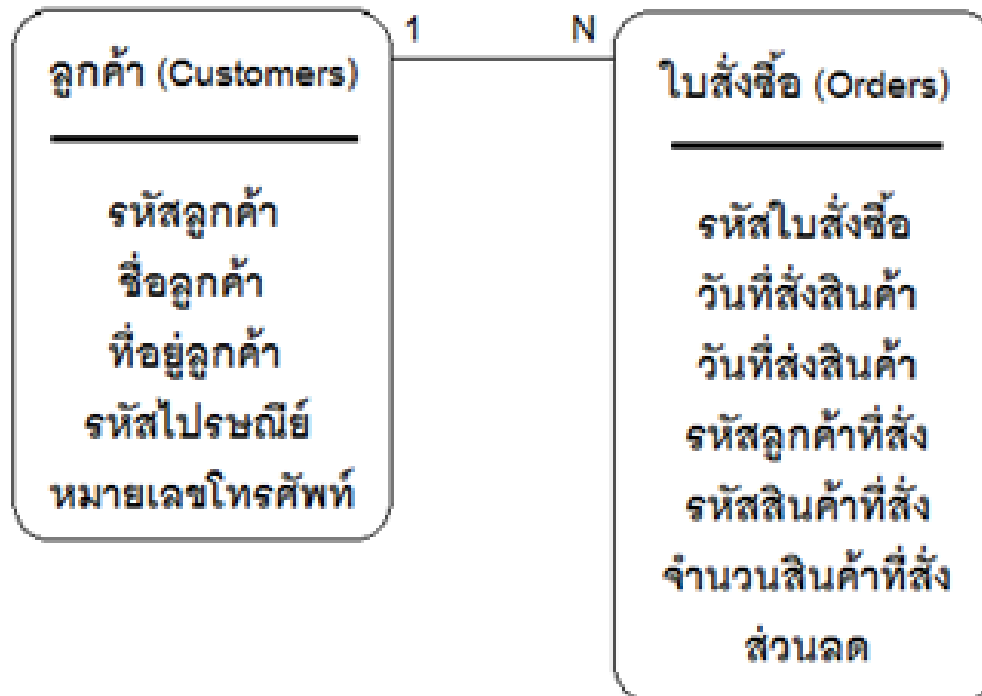 1 N
ลูกค้า (Customers)
รหัสลูกค้า
ชื่อลูกค้า
ที่อยู่ลูกค้า
รหัสไปรษณีย์
หมายเลขโทรศัพท์
ใบสั่งซื้อ (Orders)
รหัสใบสั่งซื้อ
วันที่สั่งสินค้า
วันที่ส่งสินค้า
รหัสลูกค้าที่สั่ง
รหัสสินค้าที่สั่ง
จำนวนสินค้าที่สั่ง
ส่วนลด